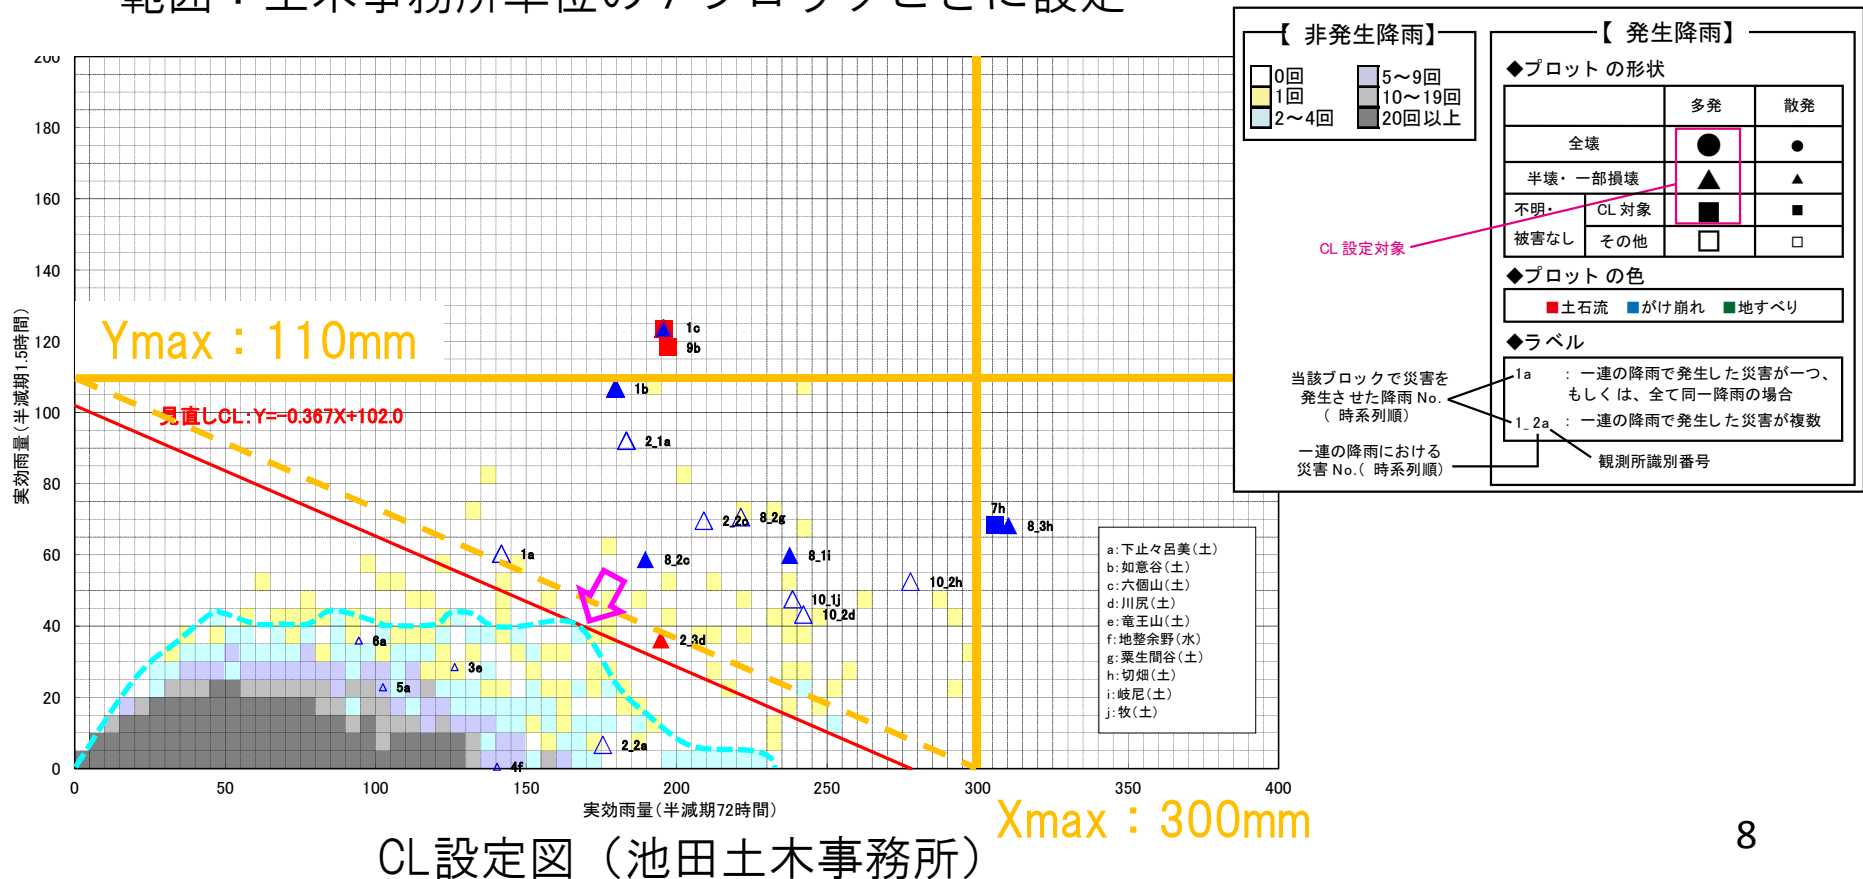 範囲：土木事務所単位の7ブロックごとに設定
【 非発生降雨】
0回
1回
2～4回
5～9回
10～19回
20回以上
【 発生降雨】
◆プロット の形状
多発 散発
全壊
半壊・ 一部損壊
不明・
被害なし
CL 対象
その他
CL 設定対象
◆プロット の色
■土石流 ■がけ崩れ ■地すべり
◆ラベル
1a ： 一連の降雨で発生した災害が一つ、
もしく は、全て同一降雨の場合
1_2a ： 一連の降雨で発生した災害が複数
当該ブロックで災害を
発生させた降雨 No.
（ 時系列順）
一連の降雨における
災害 No.（ 時系列順）
観測所識別番号
実効雨量（半減期1.5時間）
200
180
160
140
120
100
80
60
40
20
0
Ymax：110mm
見直しCL:Y=-0.367X+102.0
1c
9b
1b
2_1a
2_2c
8_2g
7h
8_3h
1a
8_2c
8_1i
10_2h
10_1j
10_2d
6a
2_3d
3e
5a
2_2a
4f
a:下止々呂美(土)
b:如意谷(土)
c:六個山(土)
d:川尻(土)
e:竜王山(土)
f:地整余野(水)
g:粟生間谷(土)
h:切畑(土)
i:岐尼(土)
j:牧(土)
0 50 100 150 200 250 300 350 400
実効雨量（半減期72時間）
Xmax：300mm
CL設定図（池田土木事務所）
8